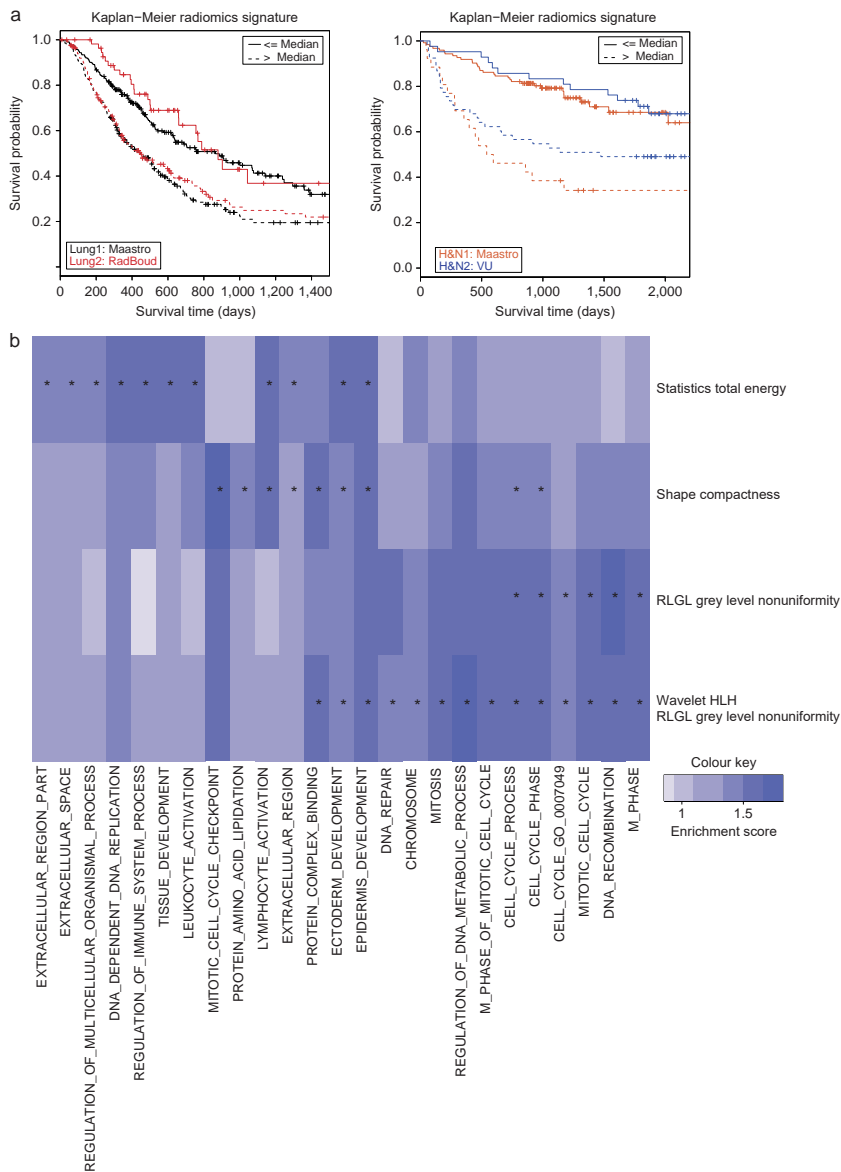 a
Kaplan−Meier radiomics signature
<= Median
> Median
Survival probability
1.0
0.8
0.6
0.4
0.2
Lung1: Maastro
Lung2: RadBoud
0 200 400 600 800 1,000 1,200 1,400
Survival time (days)
Kaplan−Meier radiomics signature
<= Median
> Median
Survival probability
1.0
0.8
0.6
0.4
0.2
0.0
H&N1: Maastro
H&N2: VU
0 500 1,000 1,500 2,000
Survival time (days)
b
* * * * * * * * * * *
Statistics total energy
* * * * * * * * *
Shape compactness
* * * * * *
RLGL grey level nonuniformity
* * * * * * * * * * * * * *
Wavelet HLH
RLGL grey level nonuniformity
EXTRACELLULAR_REGION_PART
EXTRACELLULAR_SPACE
REGULATION_OF_MULTICELLULAR_ORGANISMAL_PROCESS
DNA_DEPENDENT_DNA_REPLICATION
REGULATION_OF_IMMUNE_SYSTEM_PROCESS
TISSUE_DEVELOPMENT
LEUKOCYTE_ACTIVATION
MITOTIC_CELL_CYCLE_CHECKPOINT
PROTEIN_AMINO_ACID_LIPIDATION
LYMPHOCYTE_ACTIVATION
EXTRACELLULAR_REGION
PROTEIN_COMPLEX_BINDING
ECTODERM_DEVELOPMENT
EPIDERMIS_DEVELOPMENT
DNA_REPAIR
CHROMOSOME
MITOSIS
REGULATION_OF_DNA_METABOLIC_PROCESS
M_PHASE_OF_MITOTIC_CELL_CYCLE
CELL_CYCLE_PROCESS
CELL_CYCLE_PHASE
CELL_CYCLE_GO_0007049
MITOTIC_CELL_CYCLE
DNA_RECOMBINATION
M_PHASE
Colour key
1 1.5
Enrichment score